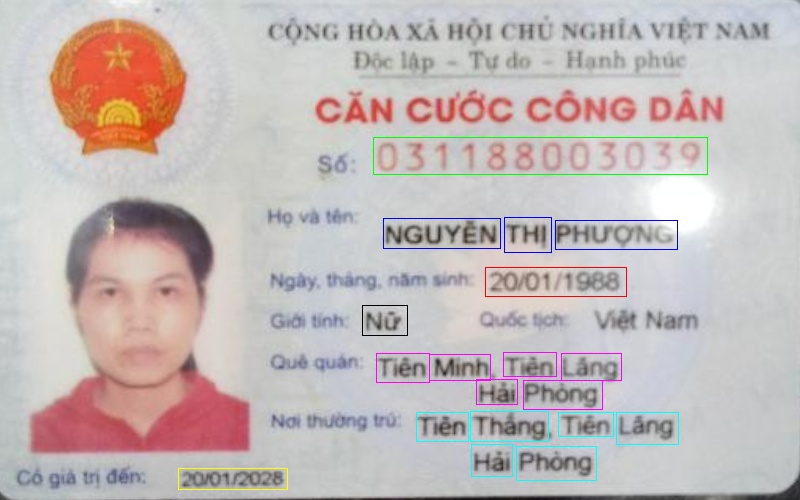 CỘNG HÒA XÃ HỘI CHỦ NGHĨA VIỆT NAM
Độc lập - Tự do - Hạnh phúc
CĂN CƯỚC CÔNG DÂN
Số: 031188003039
Họ và tên: NGUYỄN THỊ PHƯỢNG
Ngày, tháng, năm sinh: 20/01/1988
Giới tính: Nữ Quốc tịch: Việt Nam
Quê quán: Tiên Minh, Tiên Lãng
Hải Phòng
Nơi thường trú: Tiên Thắng, Tiên Lãng
Hải Phòng
Có giá trị đến: 20/01/2028